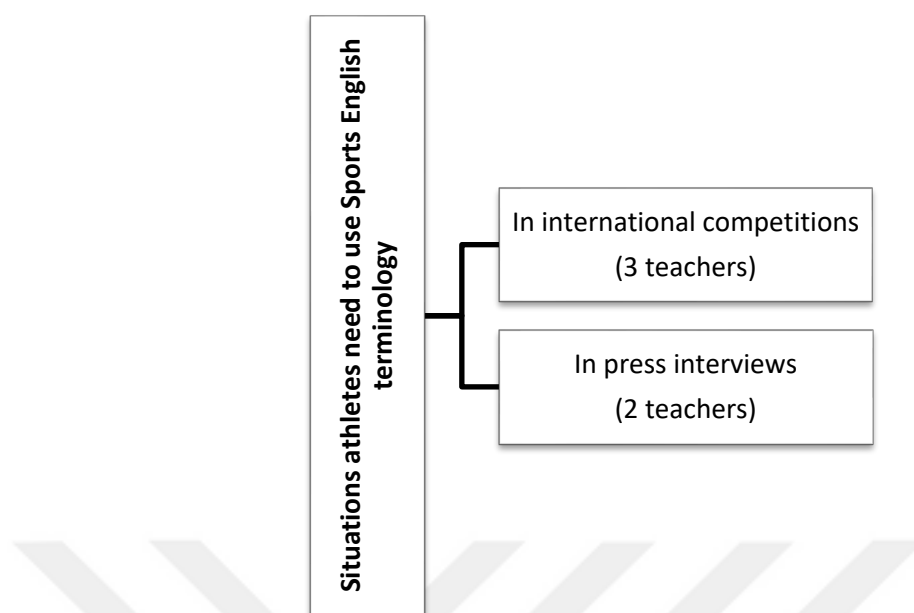 Situations athletes need to use Sports English
terminology
In international competitions
(3 teachers)
In press interviews
(2 teachers)